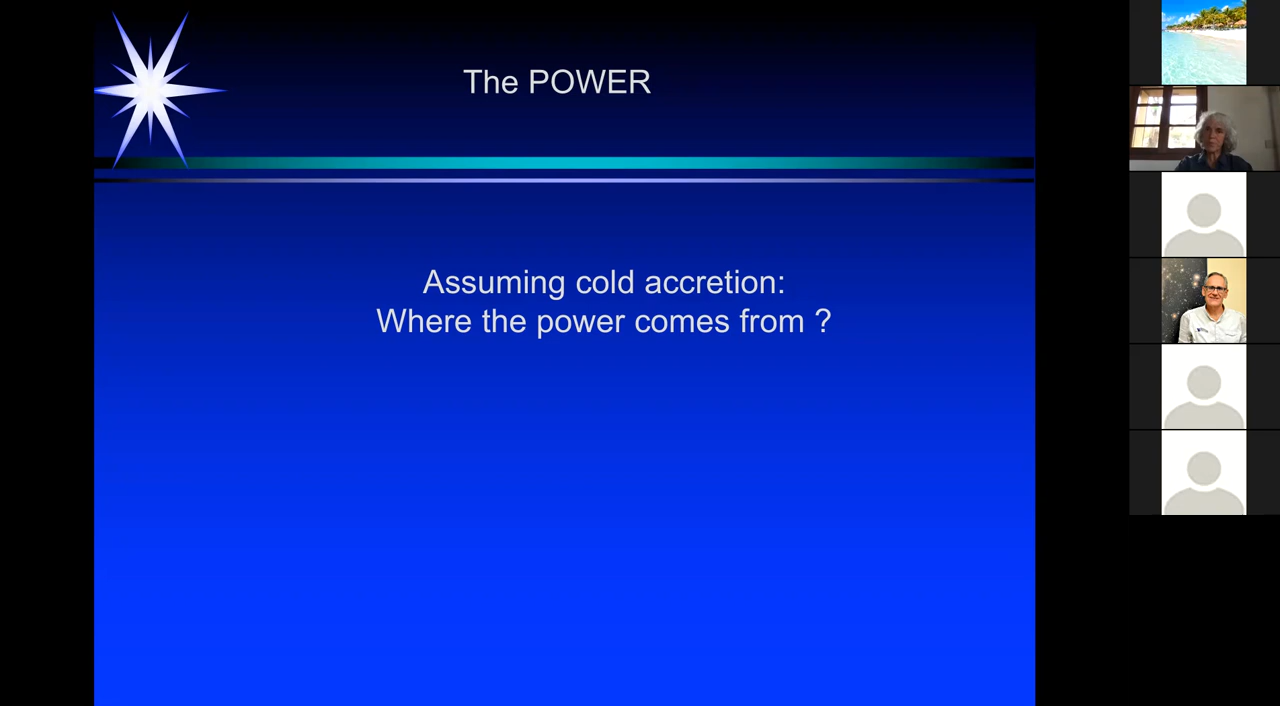 The POWER
Assuming cold accretion:
Where the power comes from ?